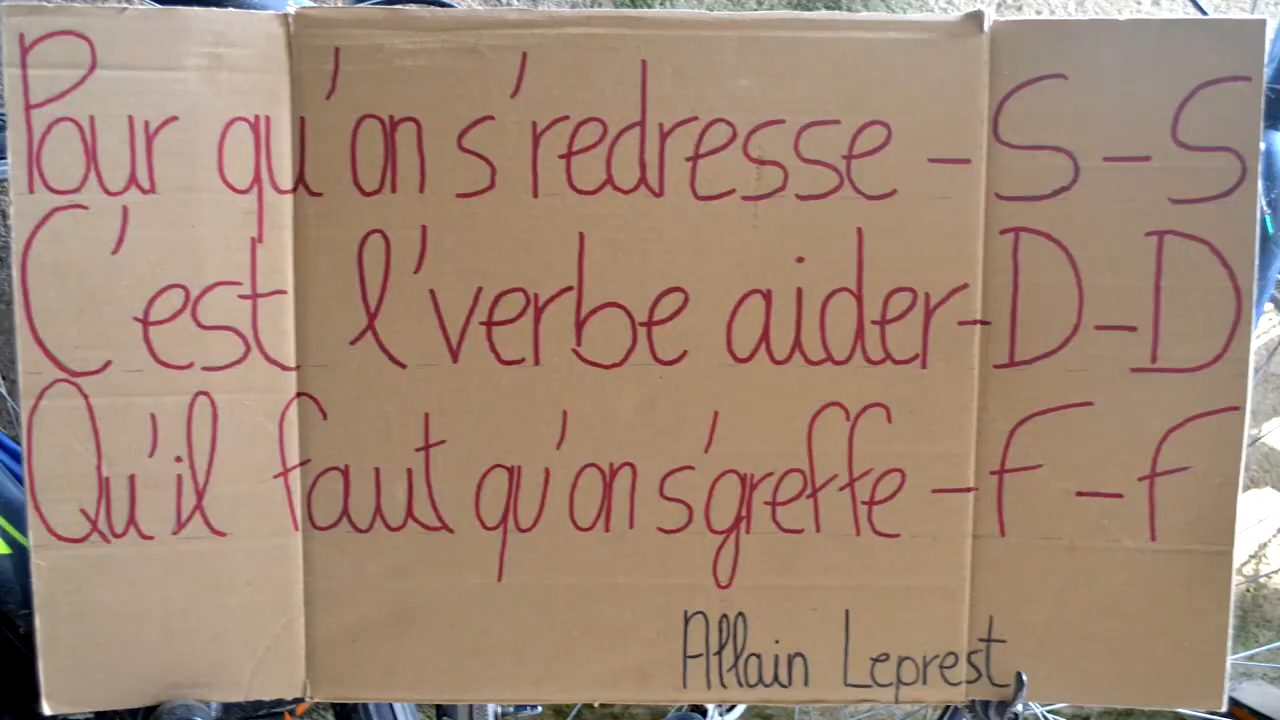 Pour qu'on s'redresse - S - S
C'est l'verbe aider - D - D
Qu'il faut qu'on s'greffe - F - F
Allain Leprest